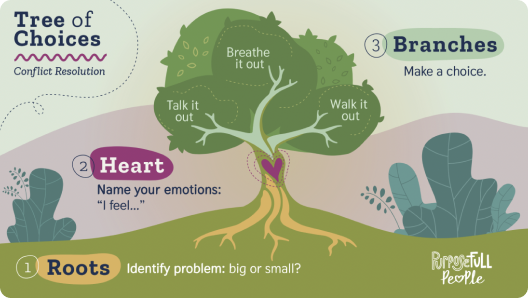 Tree of
Choices
Conflict Resolution
Breathe
it out
Talk it
out
Walk it
out
3 Branches
Make a choice.
2 Heart
Name your emotions:
“I feel...”
1 Roots
Identify problem: big or small?
PurposeFULL
People